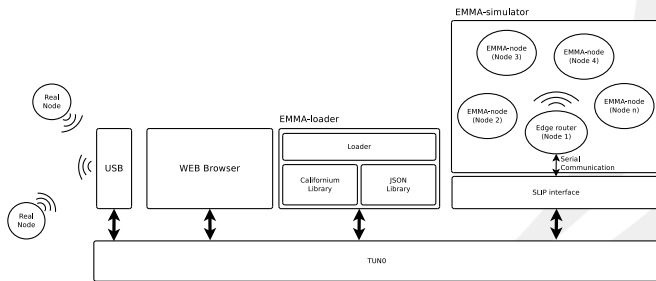 EMMA-simulator
EMMA-node
(Node 3)
EMMA-node
(Node 4)
Real
Node
EMMA-node
(Node 2)
EMMA-node
(Node n)
Edge router
(Node 1)
EMMA-loader
Loader
USB
WEB Browser
Californium
Library
JSON
Library
Serial
Communication
SLIP interface
Real
Node
TUN0